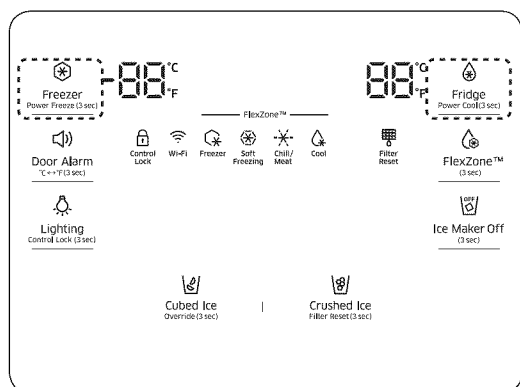 -88 °C
°F
88 °C
°F
Freezer
Power Freeze (3 sec)
Fridge
Power Cool (3 sec)
FlexZone™
Door Alarm
°C↔°F (3 sec)
Control
Lock
Wi-Fi
Freezer
Soft
Freezing
Chill/
Meat
Cool
Filter
Reset
FlexZone™
(3 sec)
Lighting
Control Lock (3 sec)
OFF
Ice Maker Off
(3 sec)
Cubed Ice
Override (3 sec)
Crushed Ice
Filter Reset (3 sec)